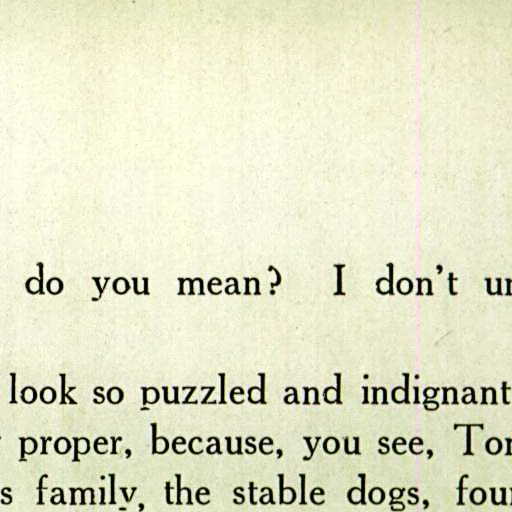 do you mean? I don't un
look so puzzled and indignant
proper, because, you see, Tor
s family, the stable dogs, four